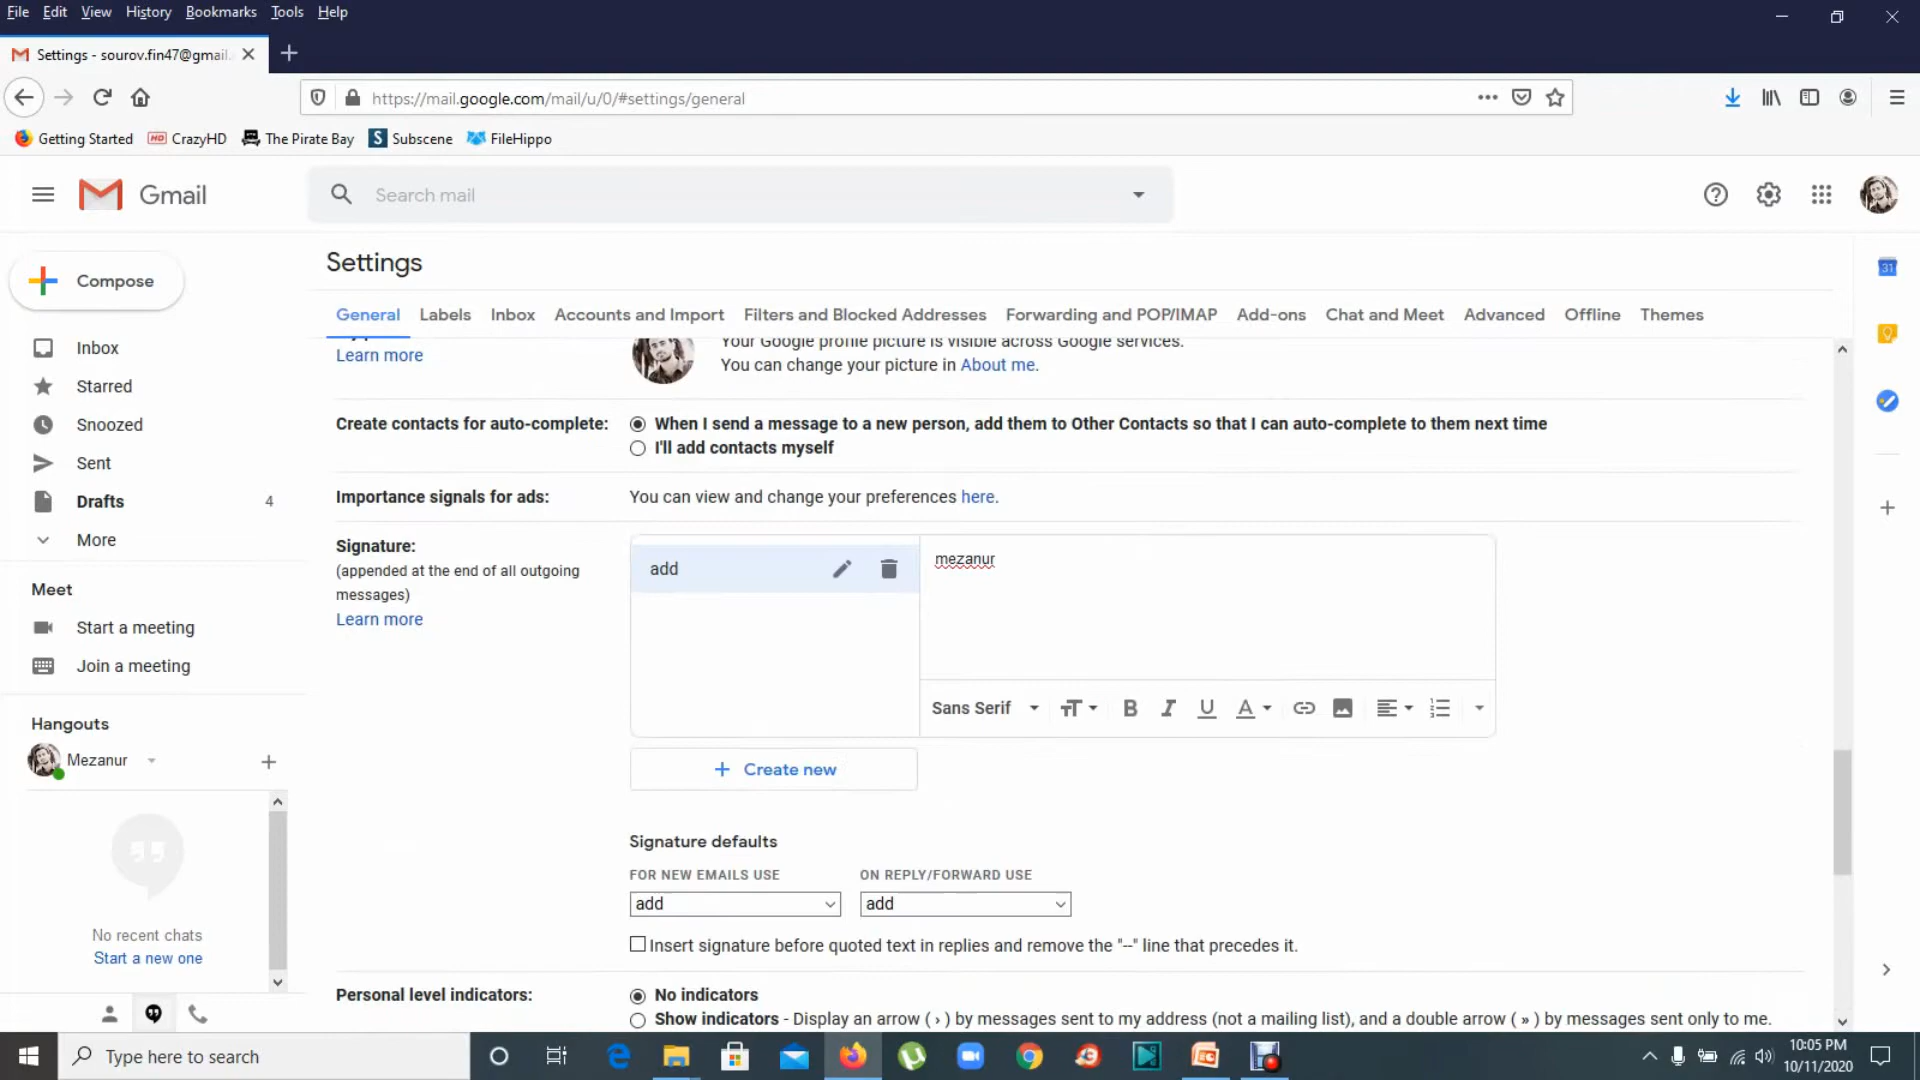 File Edit View History Bookmarks Tools Help
Settings - sourov.fin47@gmail.
https://mail.google.com/mail/u/0/#settings/general
Getting Started CrazyHD The Pirate Bay Subscene FileHippo
Gmail
Search mail
Compose
Inbox
Starred
Snoozed
Sent
Drafts 4
More
Meet
Start a meeting
Join a meeting
Hangouts
Mezanur
No recent chats
Start a new one
Settings
General Labels Inbox Accounts and Import Filters and Blocked Addresses Forwarding and POP/IMAP Add-ons Chat and Meet Advanced Offline Themes
Learn more
Your Google profile picture is visible across Google services.
You can change your picture in About me.
Create contacts for auto-complete:
When I send a message to a new person, add them to Other Contacts so that I can auto-complete to them next time
I'll add contacts myself
Importance signals for ads:
You can view and change your preferences here.
Signature:
(appended at the end of all outgoing
messages)
Learn more
add
mezanur
Sans Serif
Create new
Signature defaults
FOR NEW EMAILS USE
ON REPLY/FORWARD USE
add
add
Insert signature before quoted text in replies and remove the "--" line that precedes it.
Personal level indicators:
No indicators
Show indicators - Display an arrow ( › ) by messages sent to my address (not a mailing list), and a double arrow ( » ) by messages sent only to me.
31
Type here to search
10:05 PM
10/11/2020